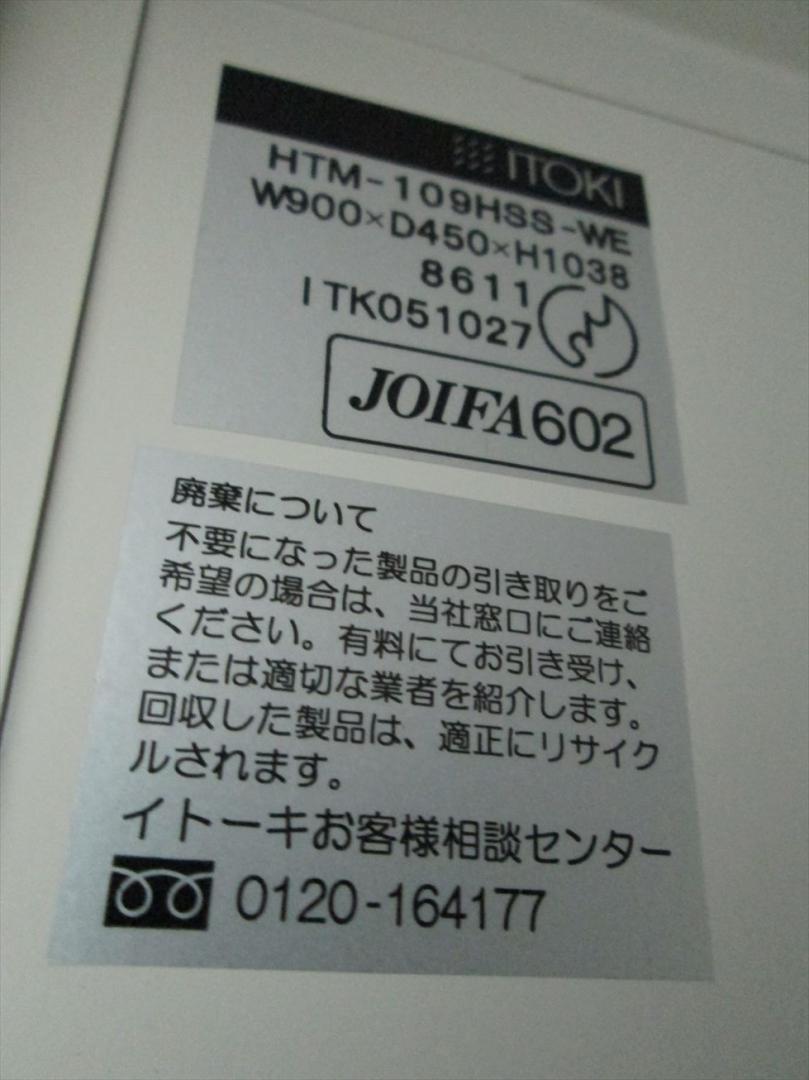 ITOKI
HTM-109HSS-WE
W900×D450×H1038
8611
ITK051027
JOIFA602
廃棄について
不要になった製品の引き取りをご
希望の場合は、当社窓口にご連絡
ください。有料にてお引き受け、
または適切な業者を紹介します。
回収した製品は、適正にリサイク
ルされます。
イトーキお客様相談センター
0120-164177